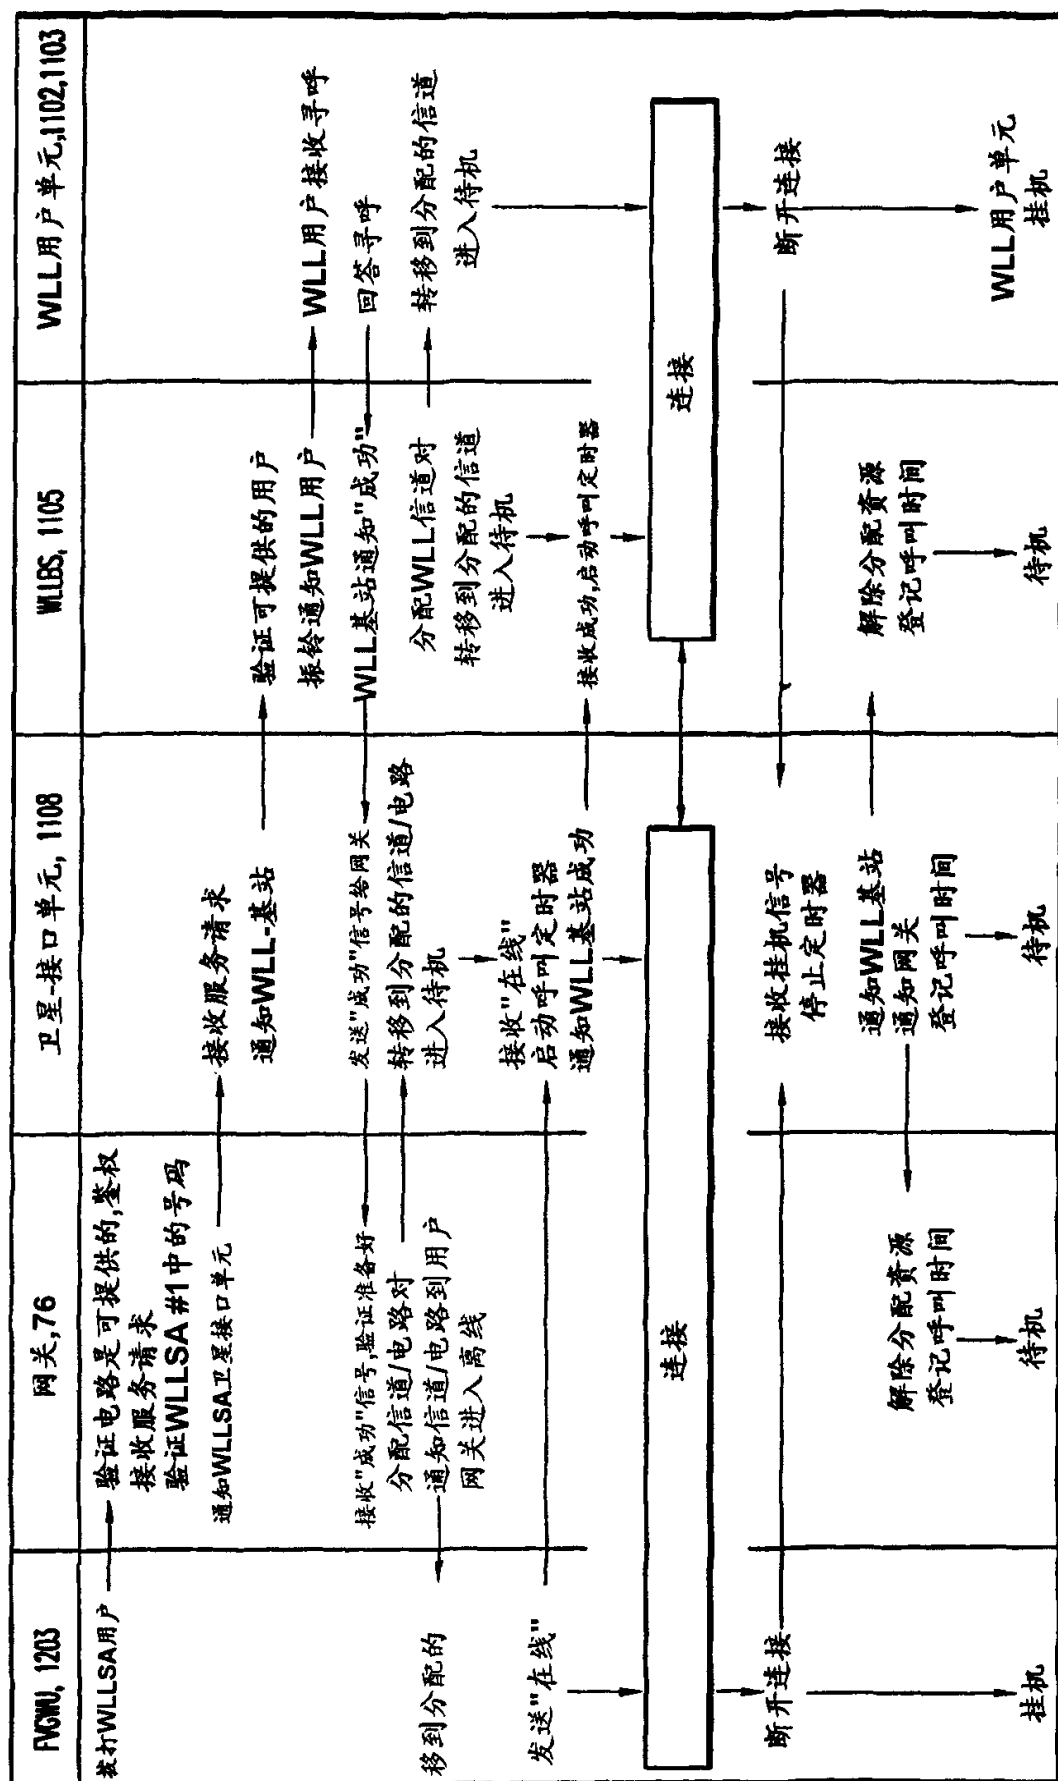 FVGWU, 1203
网关,76
卫星-接口单元, 1108
WLLBS, 1105
WLL用户单元,1102,1103
拨打WLLSA用户
验证电路是可提供的,鉴权
接收服务请求
验证WLLSA #1中的号码
通知WLLSA卫星接口单元
接收服务请求
通知WLL-基站
验证可提供的用户
振铃通知WLL用户
WLL用户接收寻呼
回答寻呼
WLL基站通知"成功"
发送"成功"信号给网关
接收"成功"信号,验证准备好
分配信道/电路对
通知信道/电路到用户
网关进入离线
转移到分配的信道/电路
进入待机
分配WLL信道对
转移到分配的信道
进入待机
转移到分配的信道
进入待机
移到分配的
发送"在线"
接收"在线"
启动呼叫定时器
通知WLL基站成功
接收成功,启动呼叫定时器
连接
连接
断开连接
断开连接
接收挂机信号
停止定时器
通知WLL基站
通知网关
登记呼叫时间
解除分配资源
登记呼叫时间
解除分配资源
登记呼叫时间
挂机
待机
待机
待机
WLL用户单元
挂机